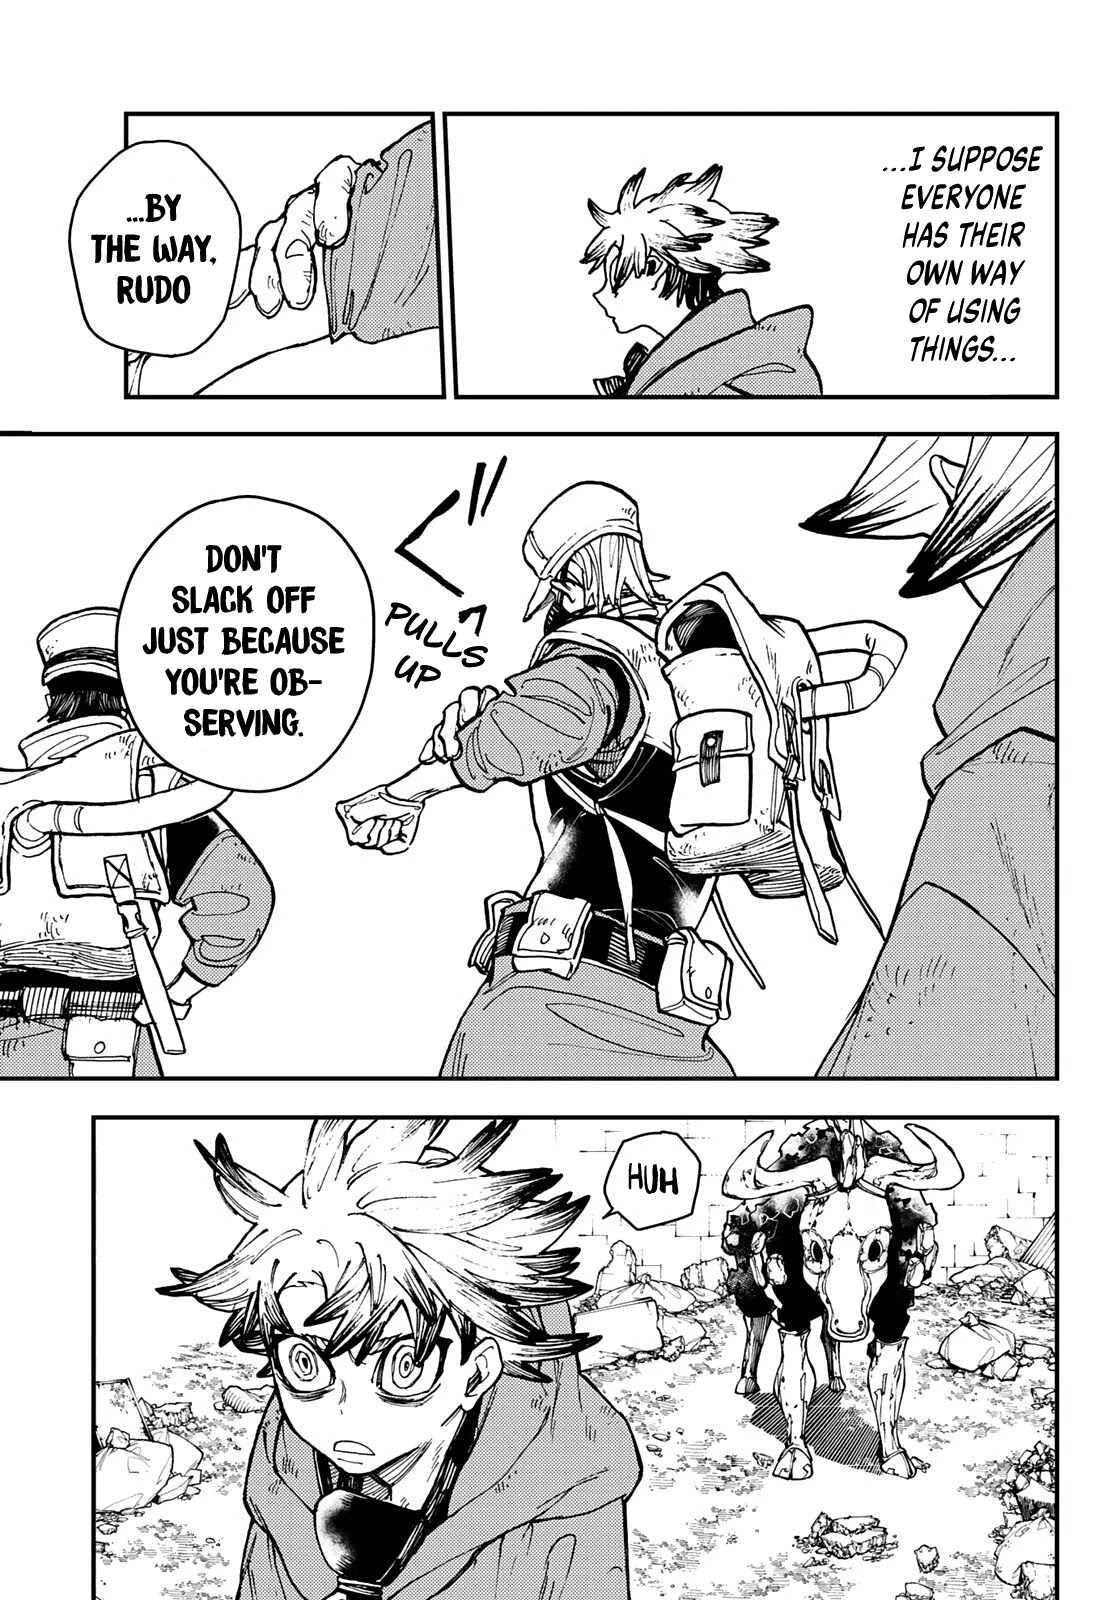 ...I SUPPOSE
EVERYONE
HAS THEIR
OWN WAY
OF USING
THINGS...
...BY
THE WAY,
RUDO
PULLS
UP
DON'T
SLACK OFF
JUST BECAUSE
YOU'RE OB-
SERVING.
HUH